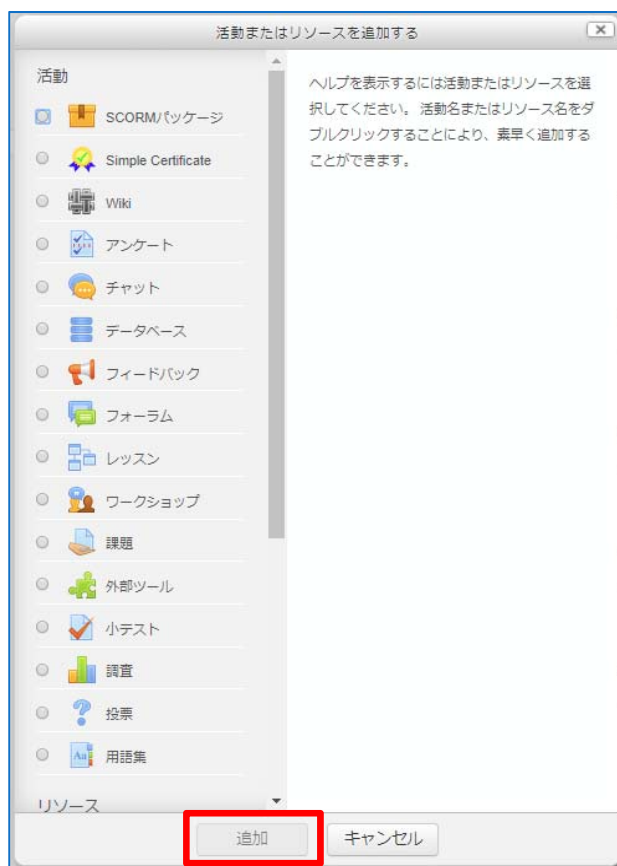 活動またはリソースを追加する
活動
SCORMパッケージ
Simple Certificate
Wiki
アンケート
チャット
データベース
フィードバック
フォーラム
レッスン
ワークショップ
課題
外部ツール
小テスト
調査
投票
用語集
リソース
ヘルプを表示するには活動またはリソースを選
択してください。 活動名またはリソース名をダ
ブルクリックすることにより、素早く追加する
ことができます。
追加
キャンセル